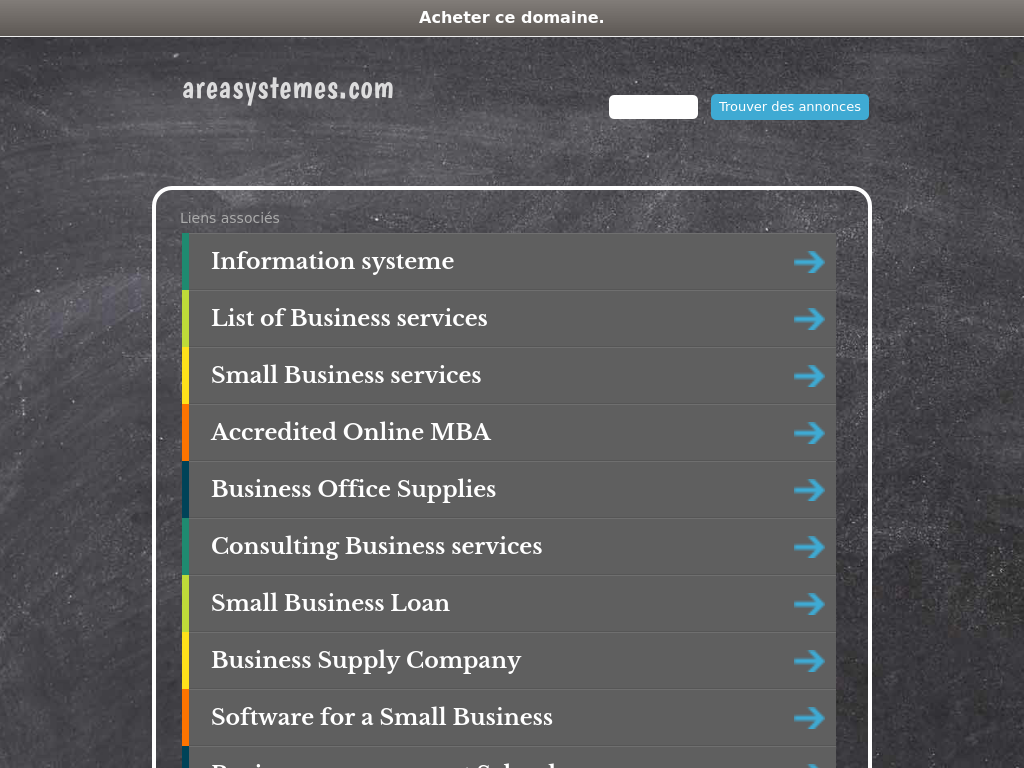 Acheter ce domaine.
areasystemes.com
Trouver des annonces
Liens associés
Information systeme
List of Business services
Small Business services
Accredited Online MBA
Business Office Supplies
Consulting Business services
Small Business Loan
Business Supply Company
Software for a Small Business